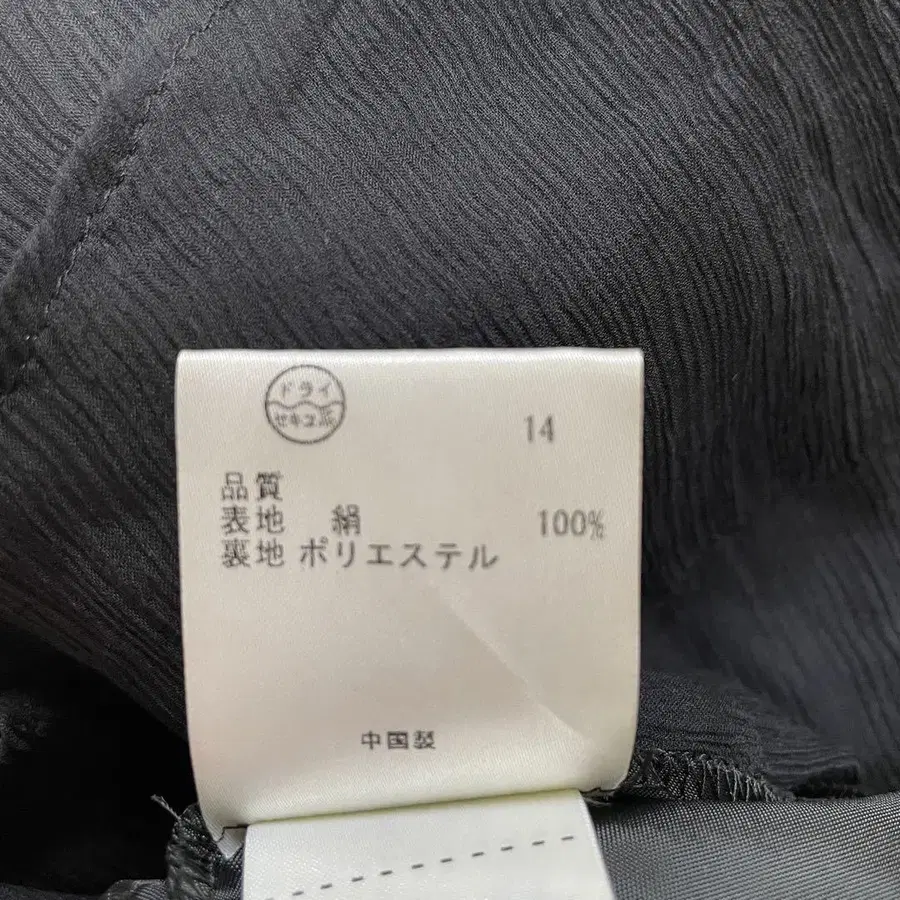 ドライ
セキユ系
14
品質
表地 絹 100%
裏地 ポリエステル
中国製